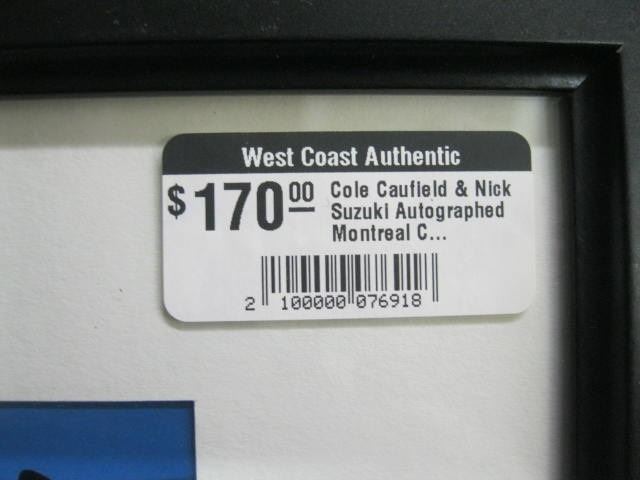 West Coast Authentic
$170.00
Cole Caufield & Nick
Suzuki Autographed
Montreal C...
2 100000 076918